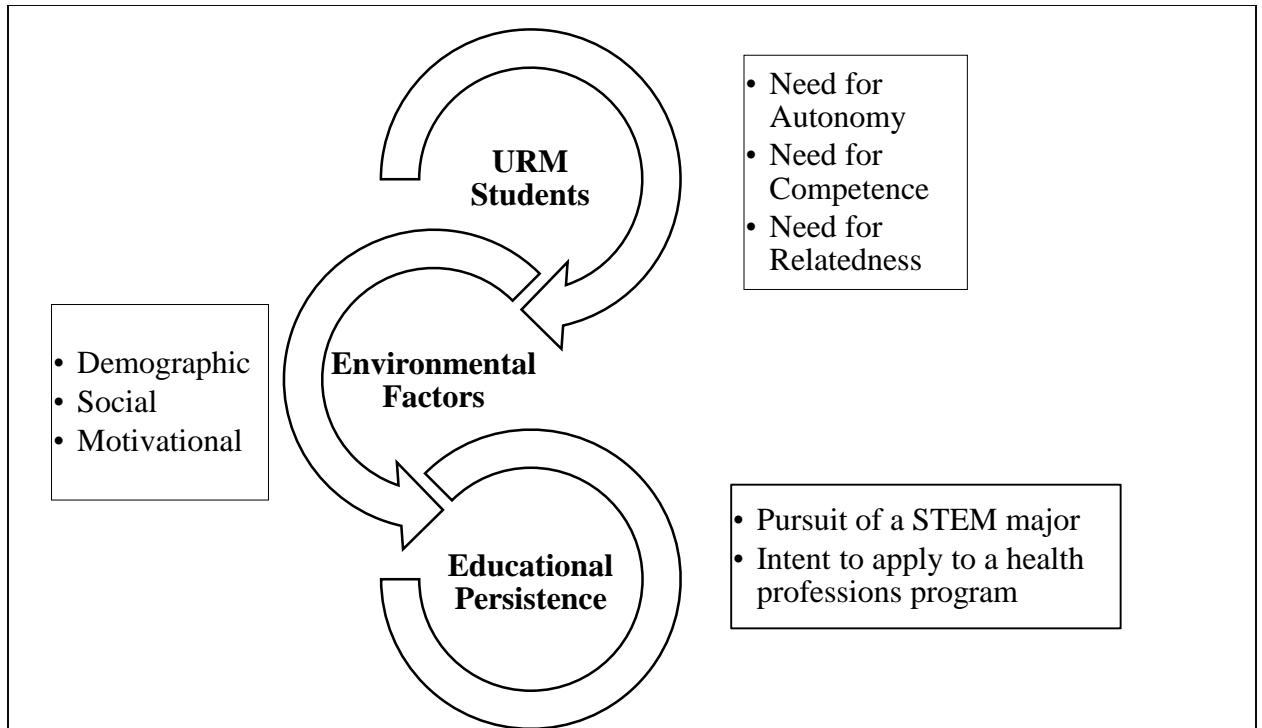 URM
Students
• Need for
Autonomy
• Need for
Competence
• Need for
Relatedness
Environmental
Factors
• Demographic
• Social
• Motivational
Educational
Persistence
• Pursuit of a STEM major
• Intent to apply to a health
professions program